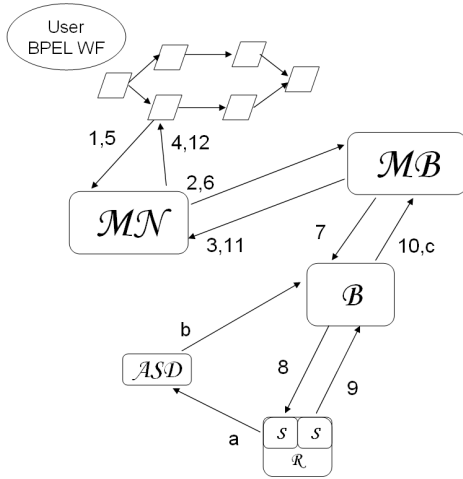 User
BPEL WF
1,5
4,12
2,6
MB
MN
3,11
7
10,c
B
b
ASD
8
9
a
S S
R